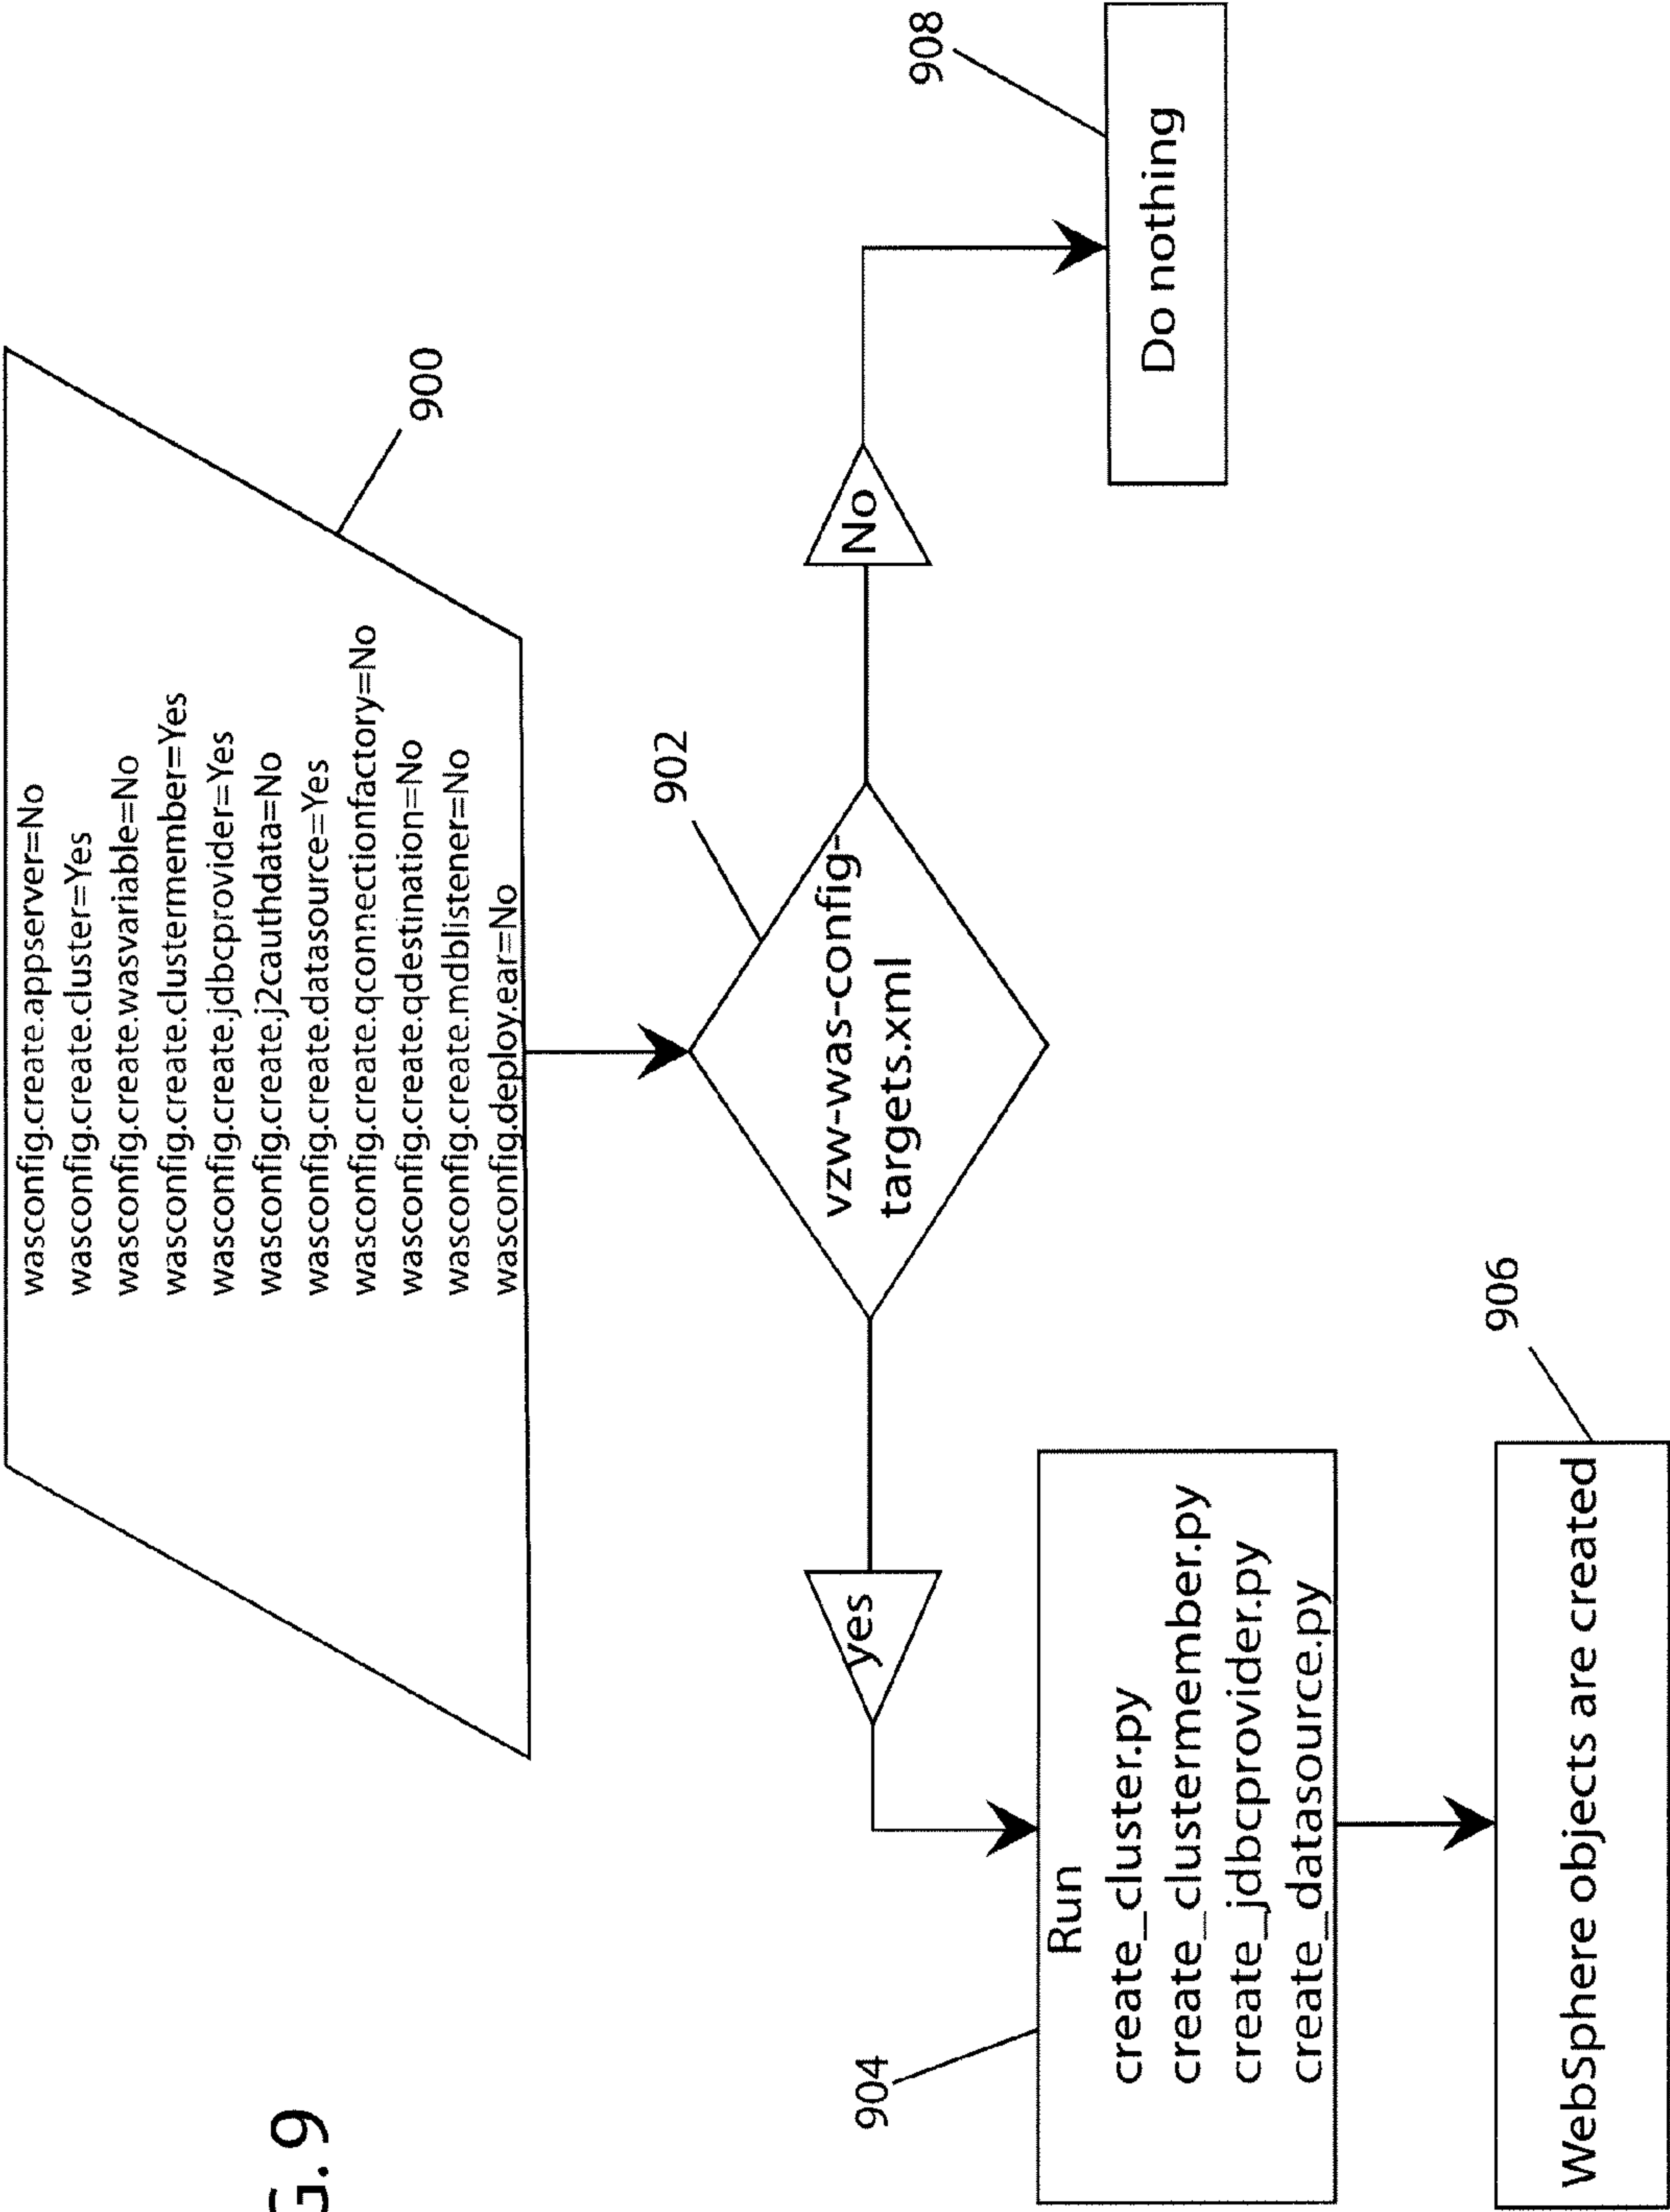 wasconfig.create.appserver=No
wasconfig.create.cluster=Yes
wasconfig.create.wasvariable=No
wasconfig.create.clustermember=Yes
wasconfig.create.jdbcprovider=Yes
wasconfig.create.j2cauthdata=No
wasconfig.create.datasource=Yes
wasconfig.create.qconnectionfactory=No
wasconfig.create.qdestination=No
wasconfig.create.mdblistener=No
wasconfig.deploy.ear=No
900
G. 9
902
vzw-was-config-
targets.xml
yes
No
904
Run
create_cluster.py
create_clustermember.py
create_jdbcprovider.py
create_datasource.py
908
Do nothing
906
WebSphere objects are created